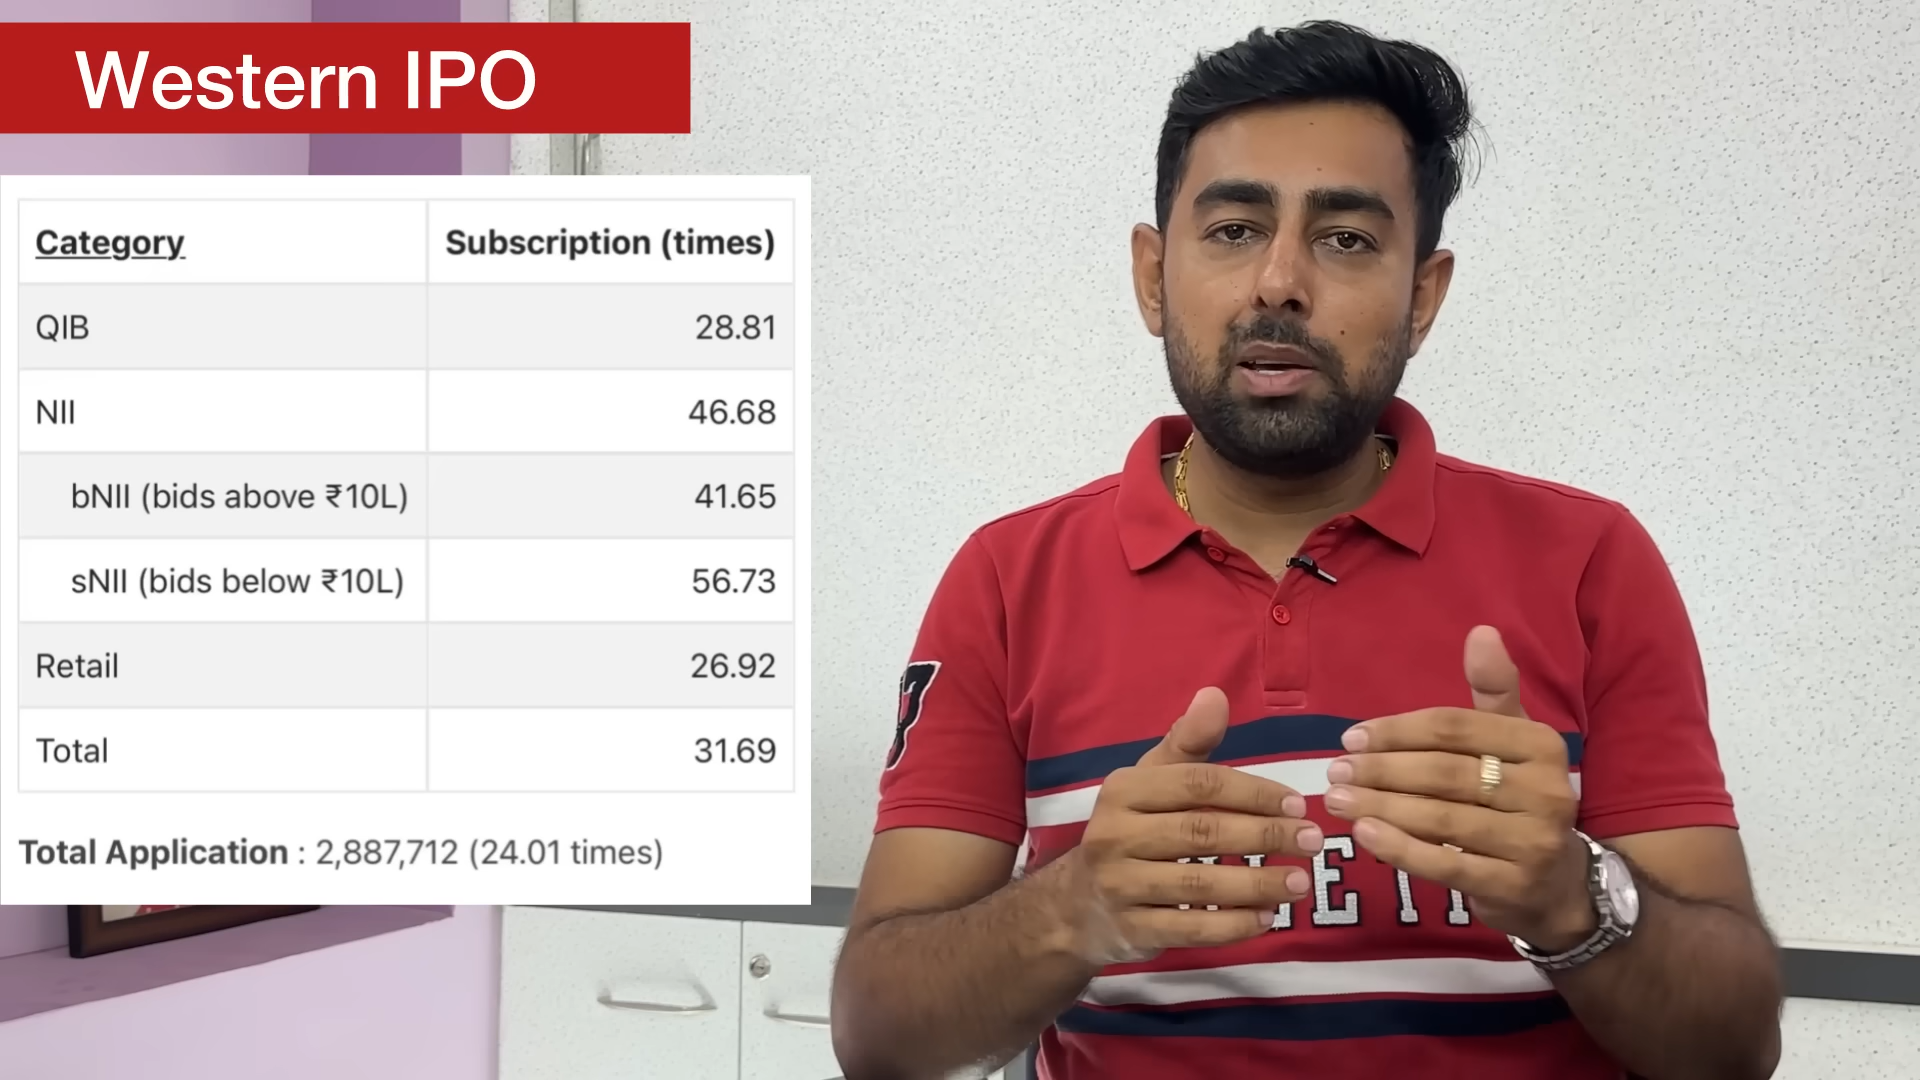 Western IPO
Category Subscription (times)
QIB 28.81
NII 46.68
bNII (bids above ₹10L) 41.65
sNII (bids below ₹10L) 56.73
Retail 26.92
Total 31.69
Total Application : 2,887,712 (24.01 times)